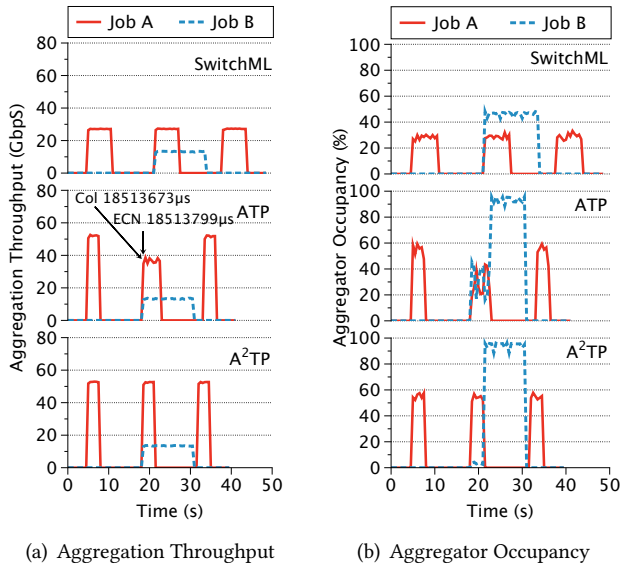 Job A Job B
SwitchML
80
60
40
20
0
Col 18513673μs
ECN 18513799μs
ATP
80
60
40
20
0
A²TP
80
60
40
20
0
0 10 20 30 40 50
Time (s)
Aggregation Throughput (GbpS)
(a) Aggregation Throughput
Job A Job B
SwitchML
100
80
60
40
20
0
ATP
100
80
60
40
20
0
A²TP
100
80
60
40
20
0
0 10 20 30 40 50
Time (s)
Aggregator Occupancy (%)
(b) Aggregator Occupancy